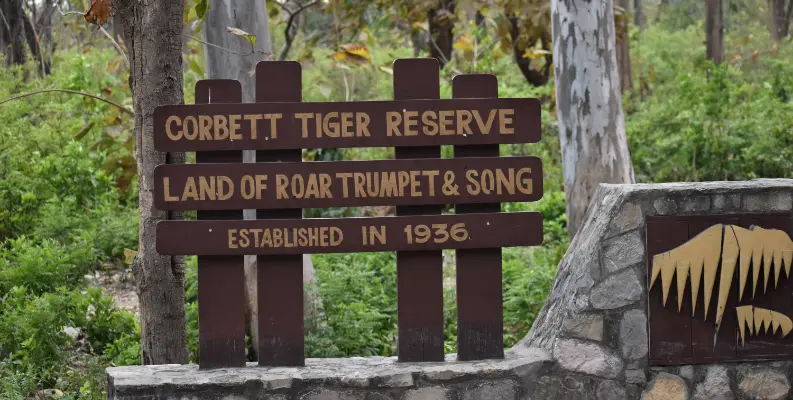 CORBETT TIGER RESERVE
LAND OF ROAR TRUMPET & SONG
ESTABLISHED IN 1936.